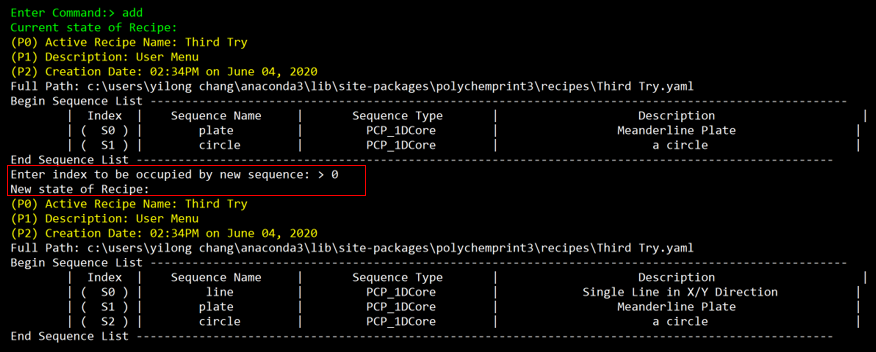 Enter Command:> add
Current state of Recipe:
(P0) Active Recipe Name: Third Try
(P1) Description: User Menu
(P2) Creation Date: 02:34PM on June 04, 2020
Full Path: c:\users\yilong chang\anaconda3\lib\site-packages\polychemprint3\recipes\Third Try.yaml
Begin Sequence List ----------------------------------------------------------------------------------------------------
| Index | Sequence Name | Sequence Type | Description |
| ( S0 ) | plate | PCP_1DCore | Meanderline Plate |
| ( S1 ) | circle | PCP_1DCore | a circle |
End Sequence List ----------------------------------------------------------------------------------------------------
Enter index to be occupied by new sequence: > 0
New state of Recipe:
(P0) Active Recipe Name: Third Try
(P1) Description: User Menu
(P2) Creation Date: 02:34PM on June 04, 2020
Full Path: c:\users\yilong chang\anaconda3\lib\site-packages\polychemprint3\recipes\Third Try.yaml
Begin Sequence List ----------------------------------------------------------------------------------------------------
| Index | Sequence Name | Sequence Type | Description |
| ( S0 ) | line | PCP_1DCore | Single Line in X/Y Direction |
| ( S1 ) | plate | PCP_1DCore | Meanderline Plate |
| ( S2 ) | circle | PCP_1DCore | a circle |
End Sequence List ----------------------------------------------------------------------------------------------------